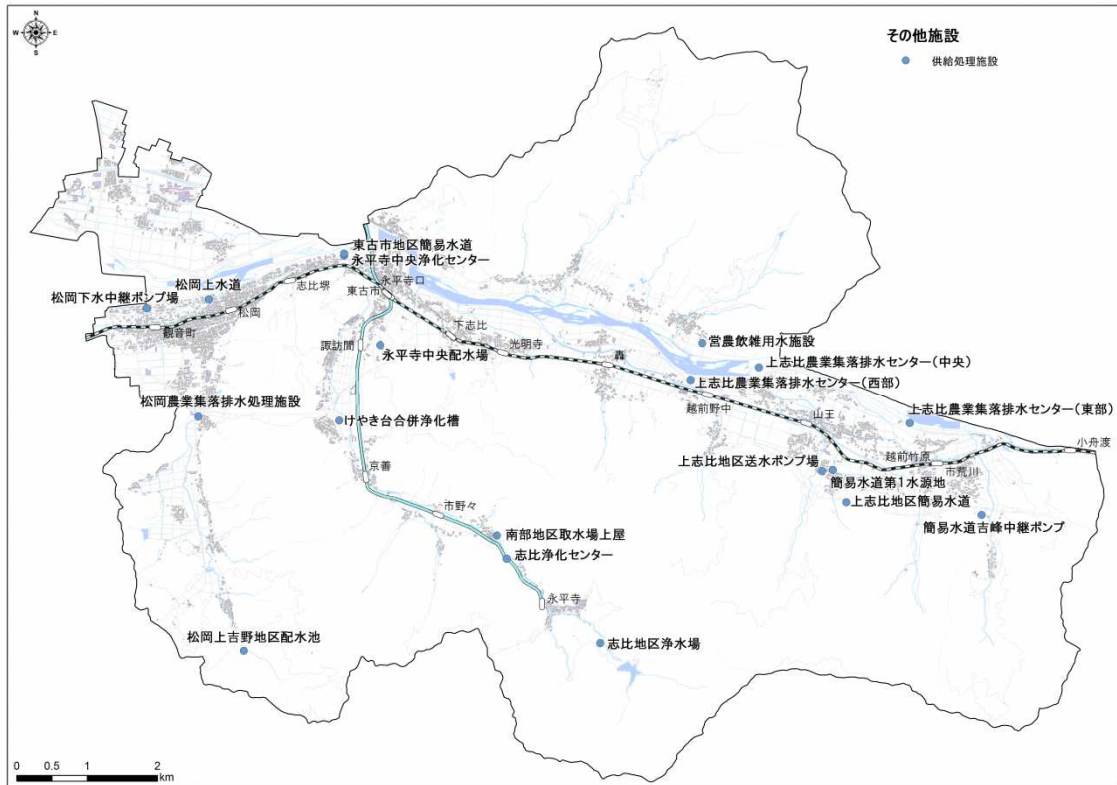 N
W
E
S
その他施設
供給処理施設
東古市地区簡易水道
永平寺中央浄化センター
永平寺口
東古市
松岡上水道
志比堺
松岡下水中継ポンプ場
松岡
観音町
下志比
諏訪間
永平寺中央配水場
光明寺
轟
営農飲雑用水施設
上志比農業集落排水センター(中央)
上志比農業集落排水センター(西部)
越前野中
山王
上志比農業集落排水センター(東部)
小舟渡
松岡農業集落排水処理施設
けやき台合併浄化槽
京善
上志比地区送水ポンプ場
越前竹原
市荒川
簡易水道第1水源地
上志比地区簡易水道
簡易水道吉峰中継ポンプ
市野々
南部地区取水場上屋
志比浄化センター
永平寺
松岡上吉野地区配水池
志比地区浄水場
0 0.5 1 2
km